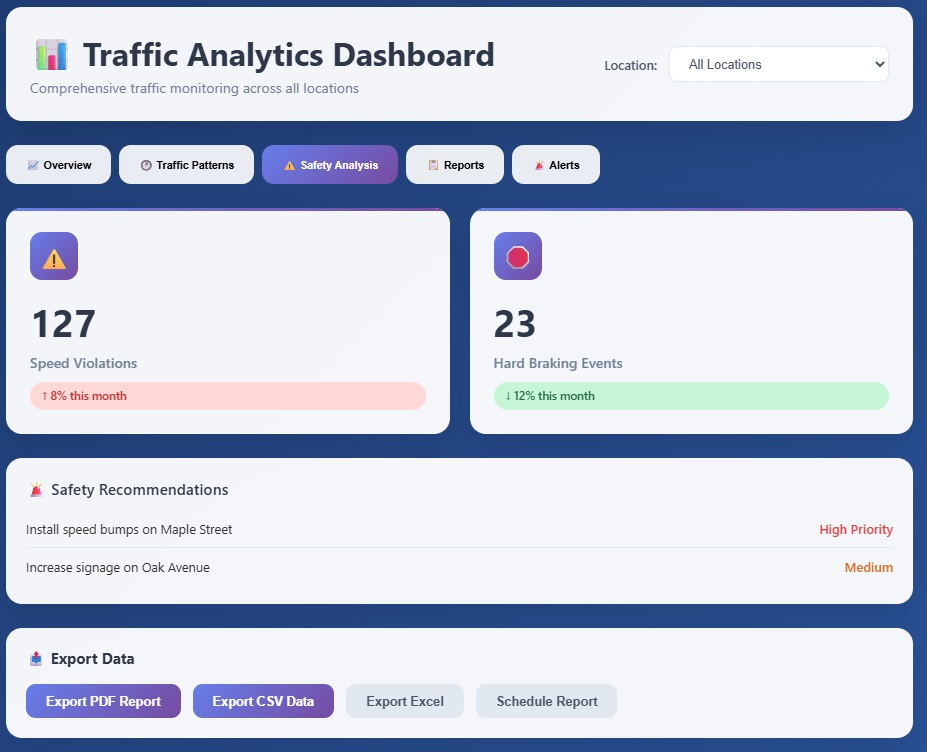 Traffic Analytics Dashboard
Comprehensive traffic monitoring across all locations
Location:
All Locations
Overview
Traffic Patterns
Safety Analysis
Reports
Alerts
127
Speed Violations
↑ 8% this month
23
Hard Braking Events
↓ 12% this month
Safety Recommendations
Install speed bumps on Maple Street
High Priority
Increase signage on Oak Avenue
Medium
Export Data
Export PDF Report
Export CSV Data
Export Excel
Schedule Report